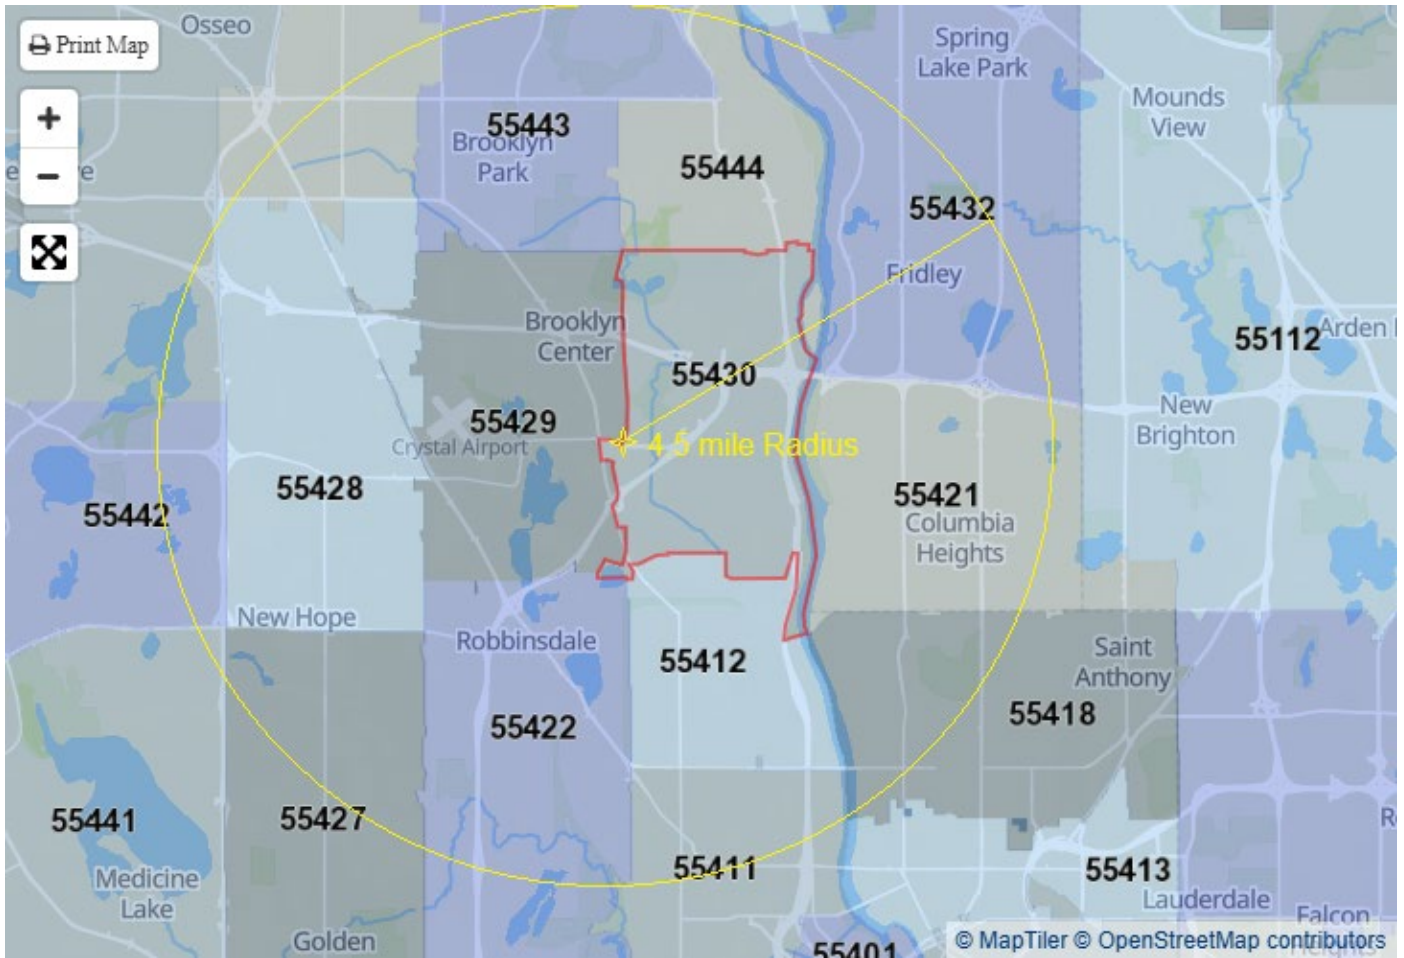 Osseo
Print Map
Spring
Lake Park
Mounds
View
+
55443
Brooklyn
Park
55444
−
55432
Fridley
Brooklyn
Center
55112
Arden
55430
55429
Crystal Airport
4.5 mile Radius
New
Brighton
55428
55421
Columbia
Heights
55442
New Hope
Robbinsdale
55412
Saint
Anthony
55418
55422
55441
55427
55411
55413
Medicine
Lake
Lauderdale
Falcon
Heights
Golden
55401
© MapTiler © OpenStreetMap contributors